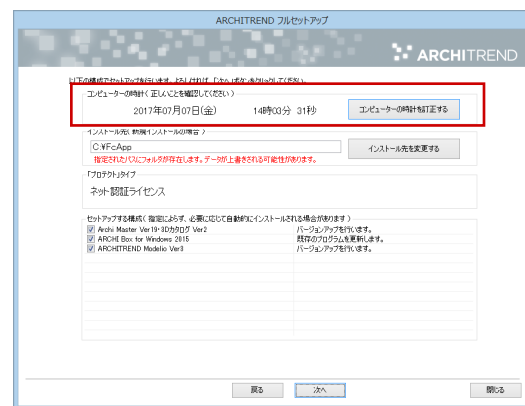 ARCHITREND フルセットアップ
ARCHITREND
以下の構成でセットアップを行います。よろしければ、「次へ」ボタンをクリックしてください。
コンピューターの時計( 正しいことを確認してください )
2017年07月07日(金) 14時03分 31秒 コンピューターの時計を訂正する
インストール先( 新規インストールの場合 )
C:¥FcApp インストール先を変更する
指定されたパスにフォルダが存在します。データが上書きされる可能性があります。
「プロテクト」タイプ
ネット認証ライセンス
セットアップする構成( 指定によらず、必要に応じて自動的にインストールされる場合があります )
Archi Master Ver19・3Dカタログ Ver2 バージョンアップを行います。
ARCHI Box for Windows 2015 既存のプログラムを更新します。
ARCHITREND Modelio Ver3 バージョンアップを行います。
戻る 次へ 閉じる